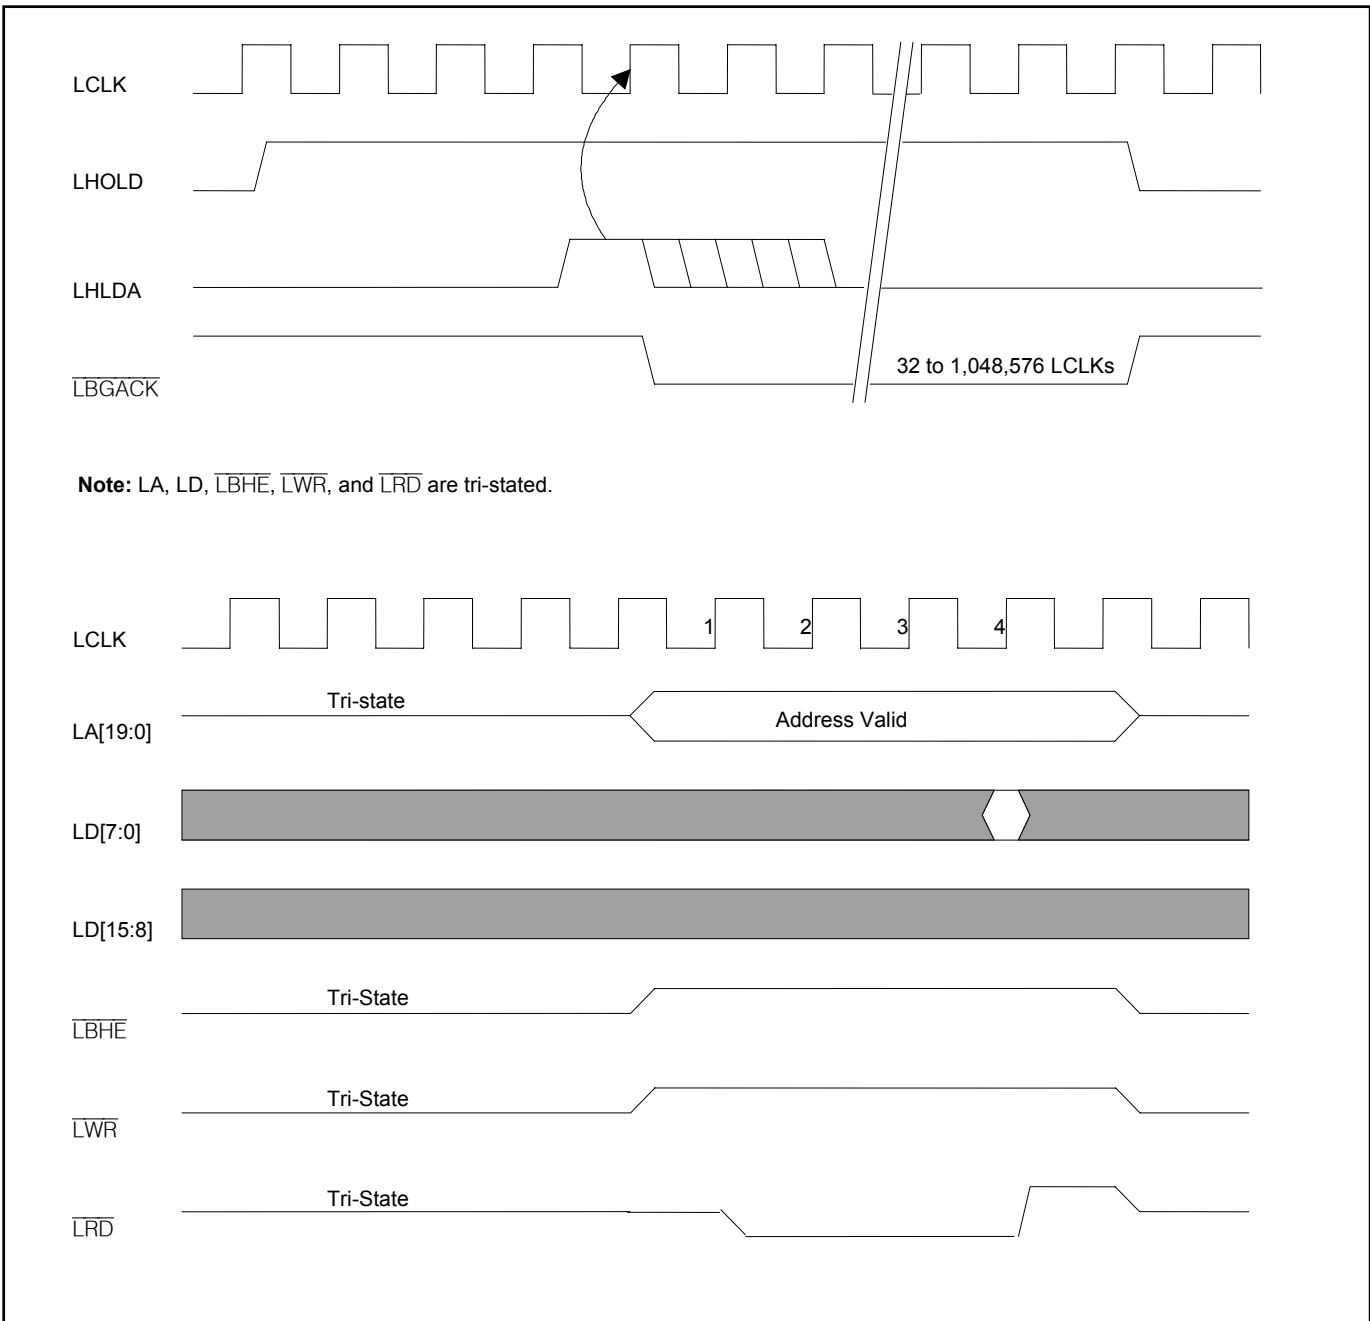 LCLK
LHOLD
LHLDA
32 to 1,048,576 LCLKs
LBGACK
Note: LA, LD, LBHE, LWR, and LRD are tri-stated.
1 2 3 4
LCLK
Tri-state
Address Valid
LA[19:0]
LD[7:0]
LD[15:8]
Tri-State
LBHE
Tri-State
LWR
Tri-State
LRD